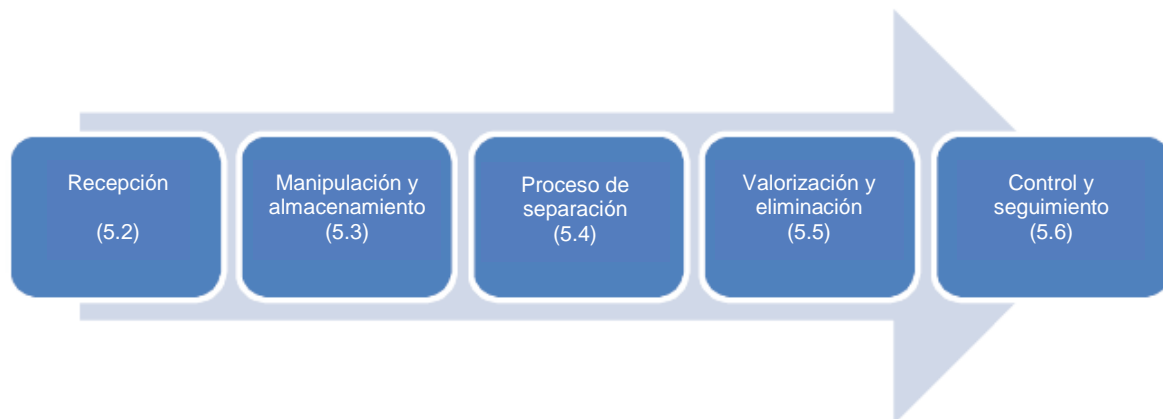 Recepción
(5.2)
Manipulación y
almacenamiento
(5.3)
Proceso de
separación
(5.4)
Valorización y
eliminación
(5.5)
Control y
seguimiento
(5.6)